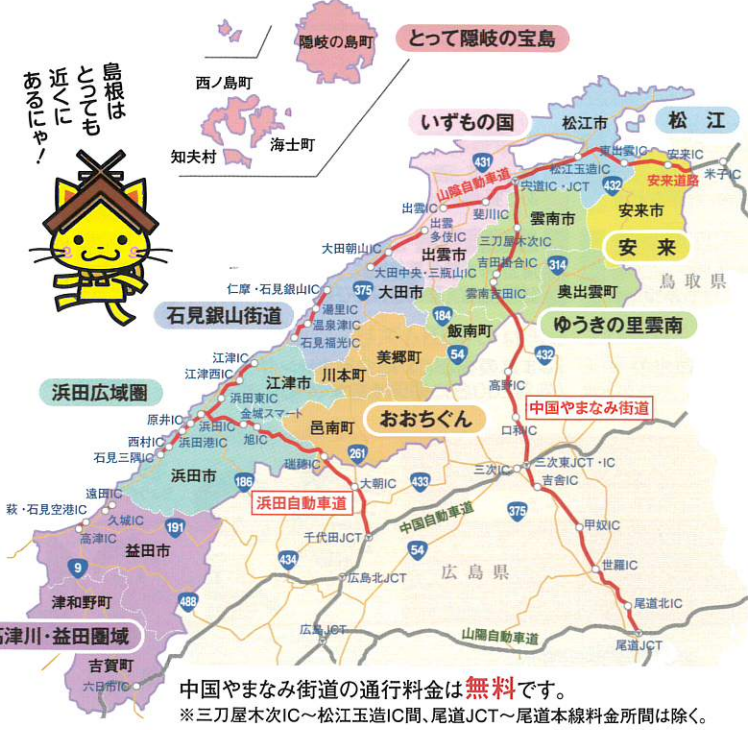 隠岐の島町
とって隠岐の宝島
西ノ島町
海士町
知夫村
島根は
とっても
近くに
あるにゃ!
いずもの国
松江市
松江
東出雲IC
安来IC
米子IC
431
山陰自動車道
松江玉造IC
宍道IC・JCT
432
安来道路
安来市
安来
出雲IC
斐川IC
雲南市
出雲
多伎IC
三刀屋木次IC
出雲市
大田朝山IC
吉田掛合IC
大田中央・三瓶山IC
314
鳥取県
仁摩・石見銀山IC
375
大田市
雲南吉田IC
奥出雲町
石見銀山街道
湯里IC
温泉津IC
石見福光IC
184
飯南町
ゆうきの里雲南
54
432
美郷町
川本町
江津IC
江津西IC
江津市
高野IC
浜田広域圏
浜田東IC
金城スマート
おおちぐん
中国やまなみ街道
原井IC
浜田IC
旭IC
邑南町
口和IC
西村IC
浜田港IC
石見三隅IC
261
瑞穂IC
浜田市
186
大朝IC
433
三次IC
三次東JCT・IC
吉舎IC
遠田IC
浜田自動車道
375
萩・石見空港IC
久城IC
高津IC
191
中国自動車道
甲奴IC
千代田JCT
益田市
54
9
434
広島北JCT
広島県
世羅IC
津和野町
488
尾道北IC
高津川・益田圏域
広島JCT
山陽自動車道
尾道JCT
吉賀町
六日市IC
中国やまなみ街道の通行料金は無料です。
※三刀屋木次IC~松江玉造IC間、尾道JCT~尾道本線料金所間は除く。